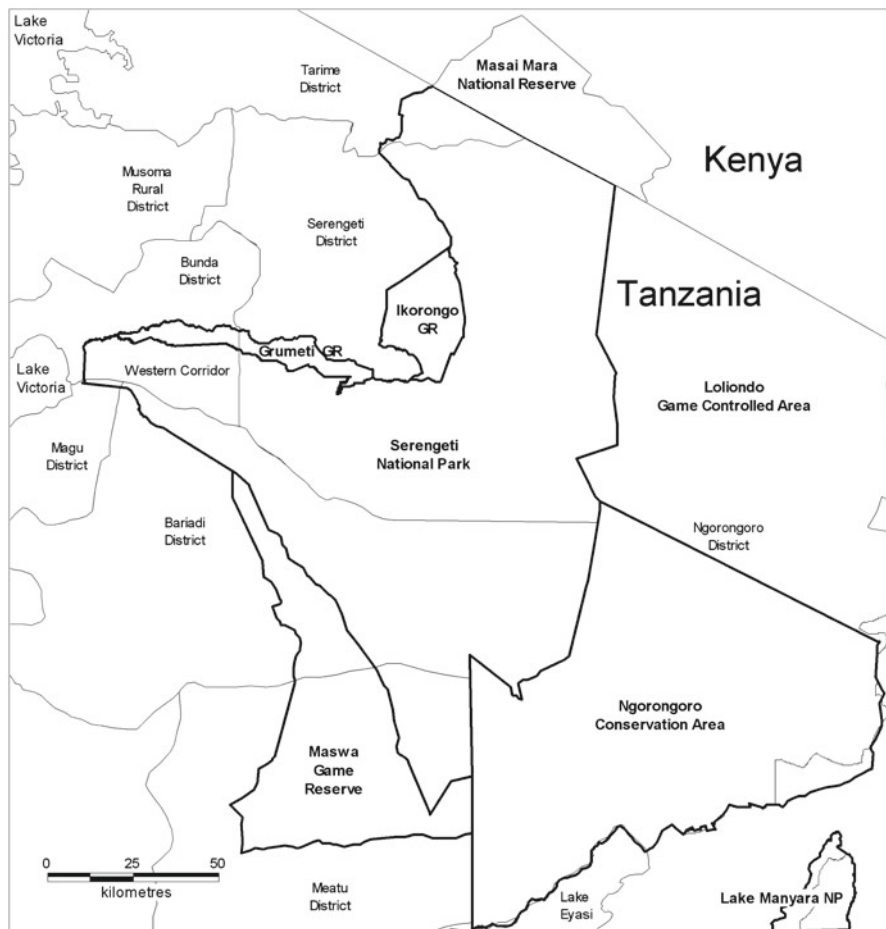 Lake
Victoria
Tarime
District
Masai Mara
National Reserve
Kenya
Musoma
Rural
District
Serengeti
District
Bunda
District
Ikorongo
GR
Tanzania
Grumeti GR
Lake
Victoria
Western Corridor
Loliondo
Game Controlled Area
Magu
District
Serengeti
National Park
Bariadi
District
Ngorongoro
District
Ngorongoro
Conservation Area
Maswa
Game
Reserve
0 25 50
kilometres
Meatu
District
Lake
Eyasi
Lake Manyara NP